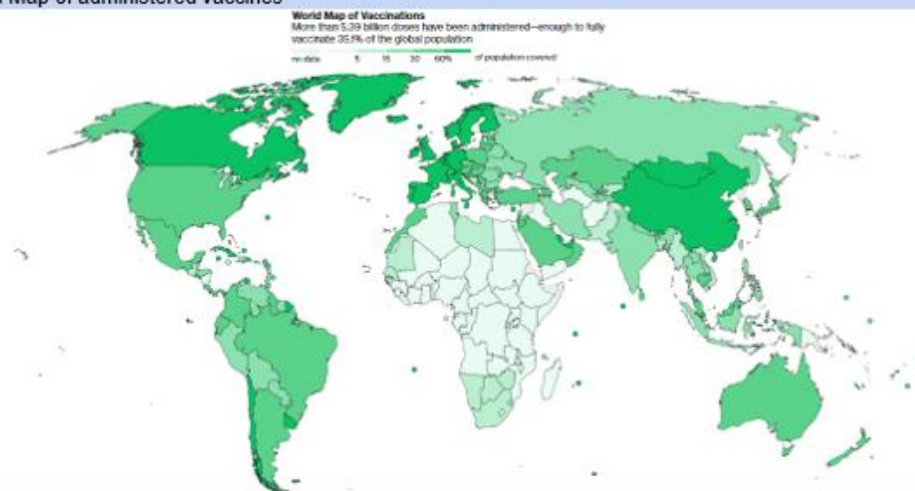 Map of administered vaccines
World Map of Vaccinations
More than 5.39 billion doses have been administered—enough to fully
vaccinate 35.1% of the global population
no data 5 15 30 60% of population covered